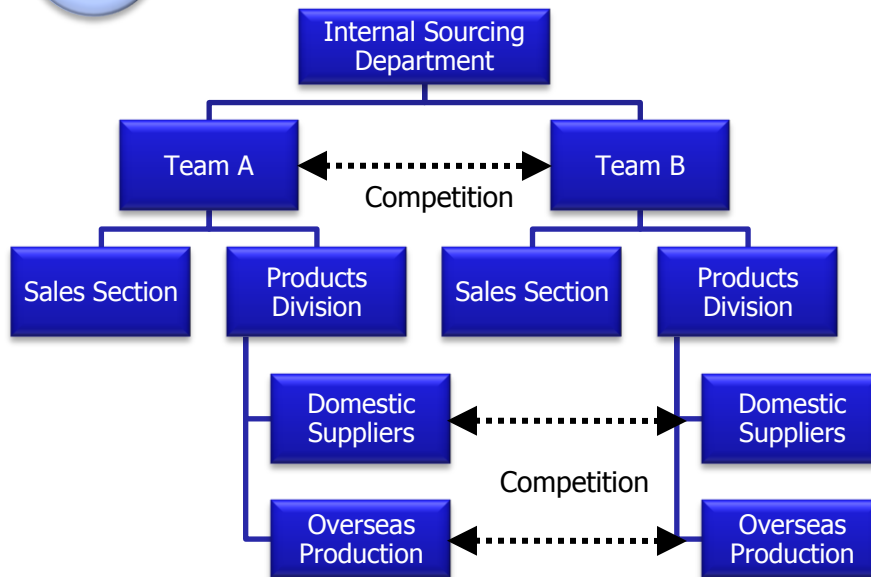 Internal Sourcing
Department
Team A
Team B
Competition
Sales Section
Products
Division
Sales Section
Products
Division
Domestic
Suppliers
Domestic
Suppliers
Competition
Overseas
Production
Overseas
Production